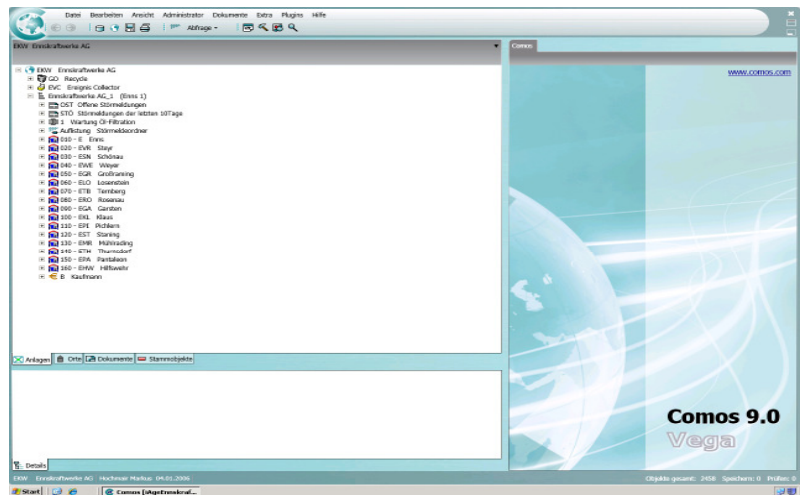 Datei Bearbeiten Ansicht Administrator Dokumente Extra Plugins Hilfe
Abfrage
EKW Ennskraftwerke AG
Comos
EKW Ennskraftwerke AG
GO Recycle
EVC Ereignis Collector
Ennskraftwerke AG_1 (Enns 1)
OST Offene Störmeldungen
STÖ Störmeldungen der letzten 10Tage
1 Wartung Öl-Filtration
Auflistung Störmeldeordner
010 - E Enns
020 - EVR Steyr
030 - ESN Schönau
040 - EWE Weyer
050 - EGR Großraming
060 - ELO Losenstein
070 - ETB Ternberg
080 - ERO Rosenau
090 - EGA Garsten
100 - EKL Klaus
110 - EPI Pichlern
120 - EST Staning
130 - EMR Mühlrading
140 - ETH Thurnsdorf
150 - EPA Pantaleon
160 - EHW Hilfswehr
B Kaufmann
www.comos.com
Anlagen Orte Dokumente Stammobjekte
Comos 9.0
Vega
Details
EKW Ennskraftwerke AG Hochmair Markus 04.01.2006
Objekte gesamt: 2458 Speichern: 0 Prüfen: 0
Start
Comos